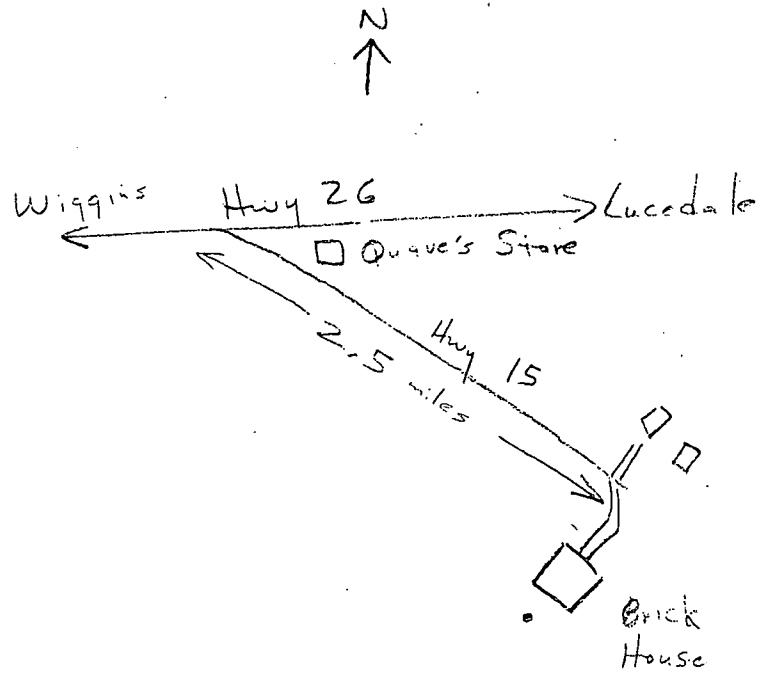 N
Wiggins
Hwy 26
Lucedale
Quave's Store
Hwy 15
2.5 miles
Brick
House